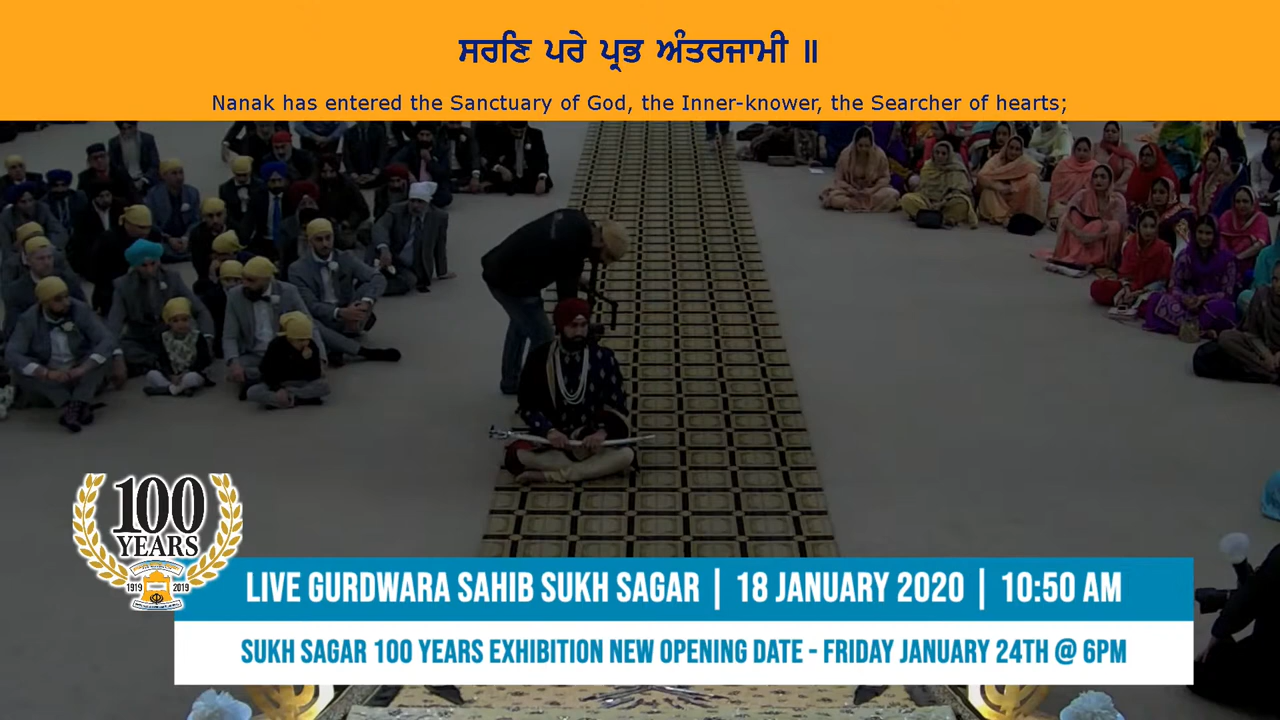 ਸਰਣਿ ਪਰੇ ਪ੍ਰਭ ਅੰਤਰਜਾਮੀ ॥
Nanak has entered the Sanctuary of God, the Inner-knower, the Searcher of hearts;
100
YEARS
1919 2019
LIVE GURDWARA SAHIB SUKH SAGAR | 18 JANUARY 2020 | 10:50 AM
SUKH SAGAR 100 YEARS EXHIBITION NEW OPENING DATE - FRIDAY JANUARY 24TH @ 6PM